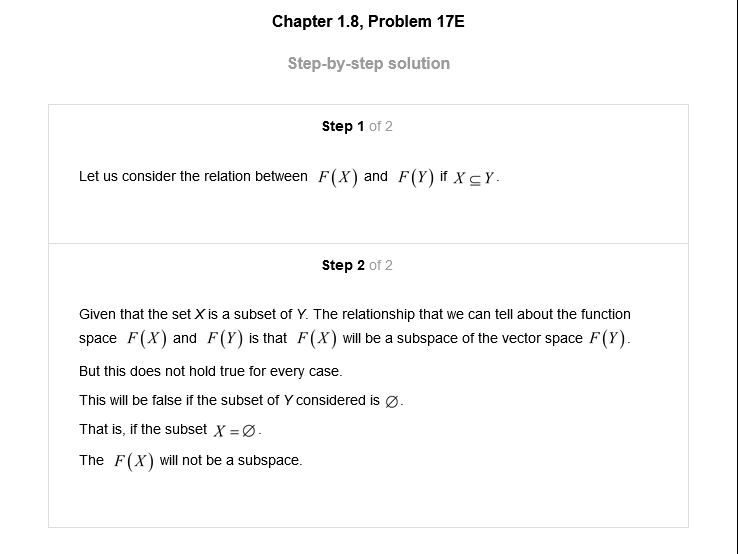 Chapter 1.8, Problem 17E
Step-by-step solution
Step 1 of 2
Let us consider the relation between F(X) and F(Y) if X ⊆ Y.
Step 2 of 2
Given that the set X is a subset of Y. The relationship that we can tell about the function
space F(X) and F(Y) is that F(X) will be a subspace of the vector space F(Y).
But this does not hold true for every case.
This will be false if the subset of Y considered is ∅.
That is, if the subset X = ∅.
The F(X) will not be a subspace.